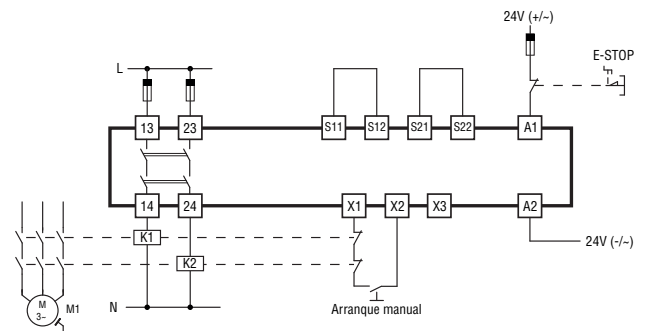 24V (+/~)
E-STOP
L
13 23 S11 S12 S21 S22 A1
14 24 X1 X2 X3 A2
K1
K2
24V (-/~)
M
3~
M1
N
Arranque manual